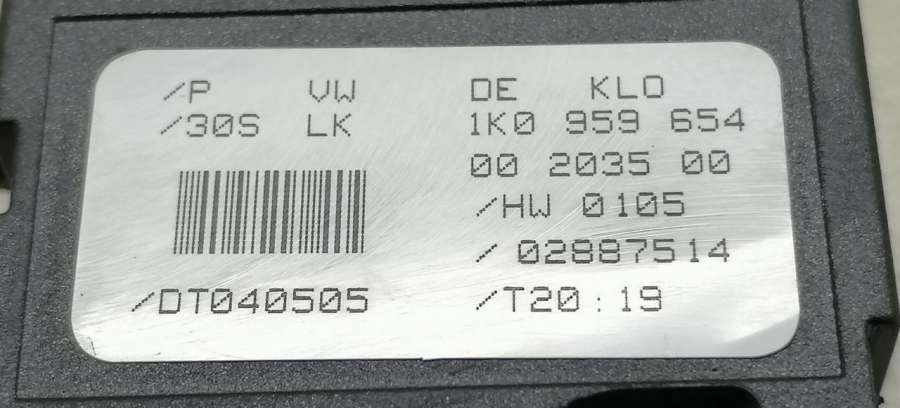 /P VW DE KLO
/30S LK 1K0 959 654
00 2035 00
/HW 0105
/ 02887514
/DT040505 /T20:19